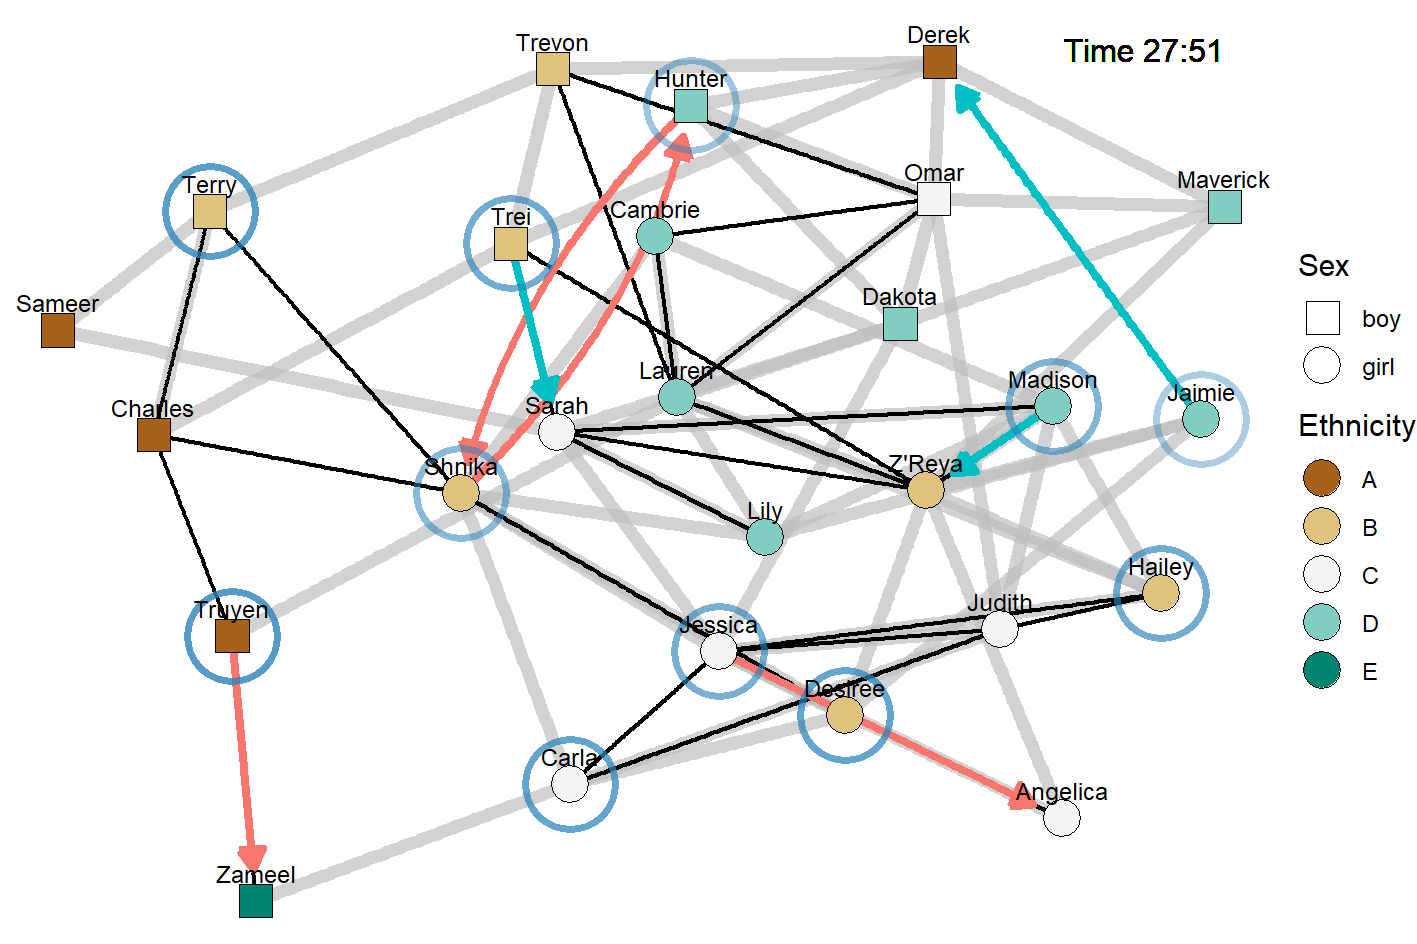 Trevon
Derek
Time 27:51
Hunter
Omar
Terry
Maverick
Trei
Cambrie
Sex
Sameer
Dakota
boy
girl
Lauren
Madison
Jaimie
Charles
Sarah
Ethnicity
Shnika
Z'Reya
A
Lily
B
Hailey
C
Truyen
Judith
Jessica
D
E
Desiree
Carla
Angelica
Zameel